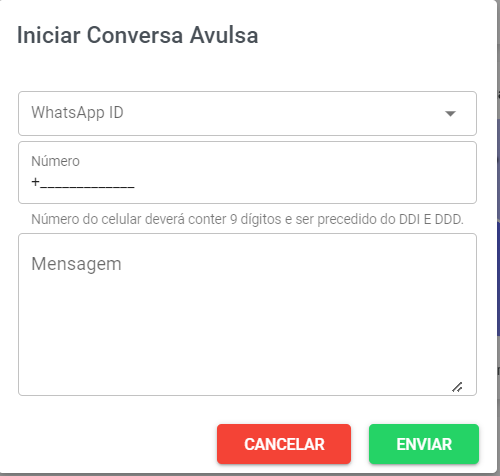 Iniciar Conversa Avulsa
WhatsApp ID
Número
+_____________
Número do celular deverá conter 9 dígitos e ser precedido do DDI E DDD.
Mensagem
CANCELAR ENVIAR